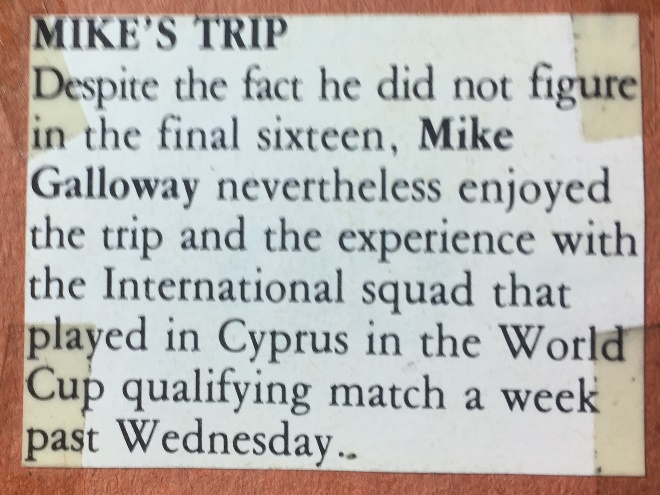 MIKE'S TRIP
Despite the fact he did not figure
in the final sixteen, Mike
Galloway nevertheless enjoyed
the trip and the experience with
the International squad that
played in Cyprus in the World
Cup qualifying match a week
past Wednesday..